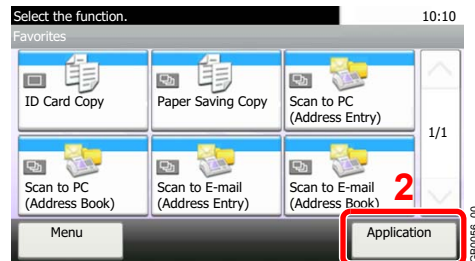 Select the function.
10:10
Favorites
ID Card Copy
Paper Saving Copy
Scan to PC
(Address Entry)
1/1
Scan to PC
(Address Book)
Scan to E-mail
(Address Entry)
Scan to E-mail
(Address Book)
2
Menu
Application
GB0056_00